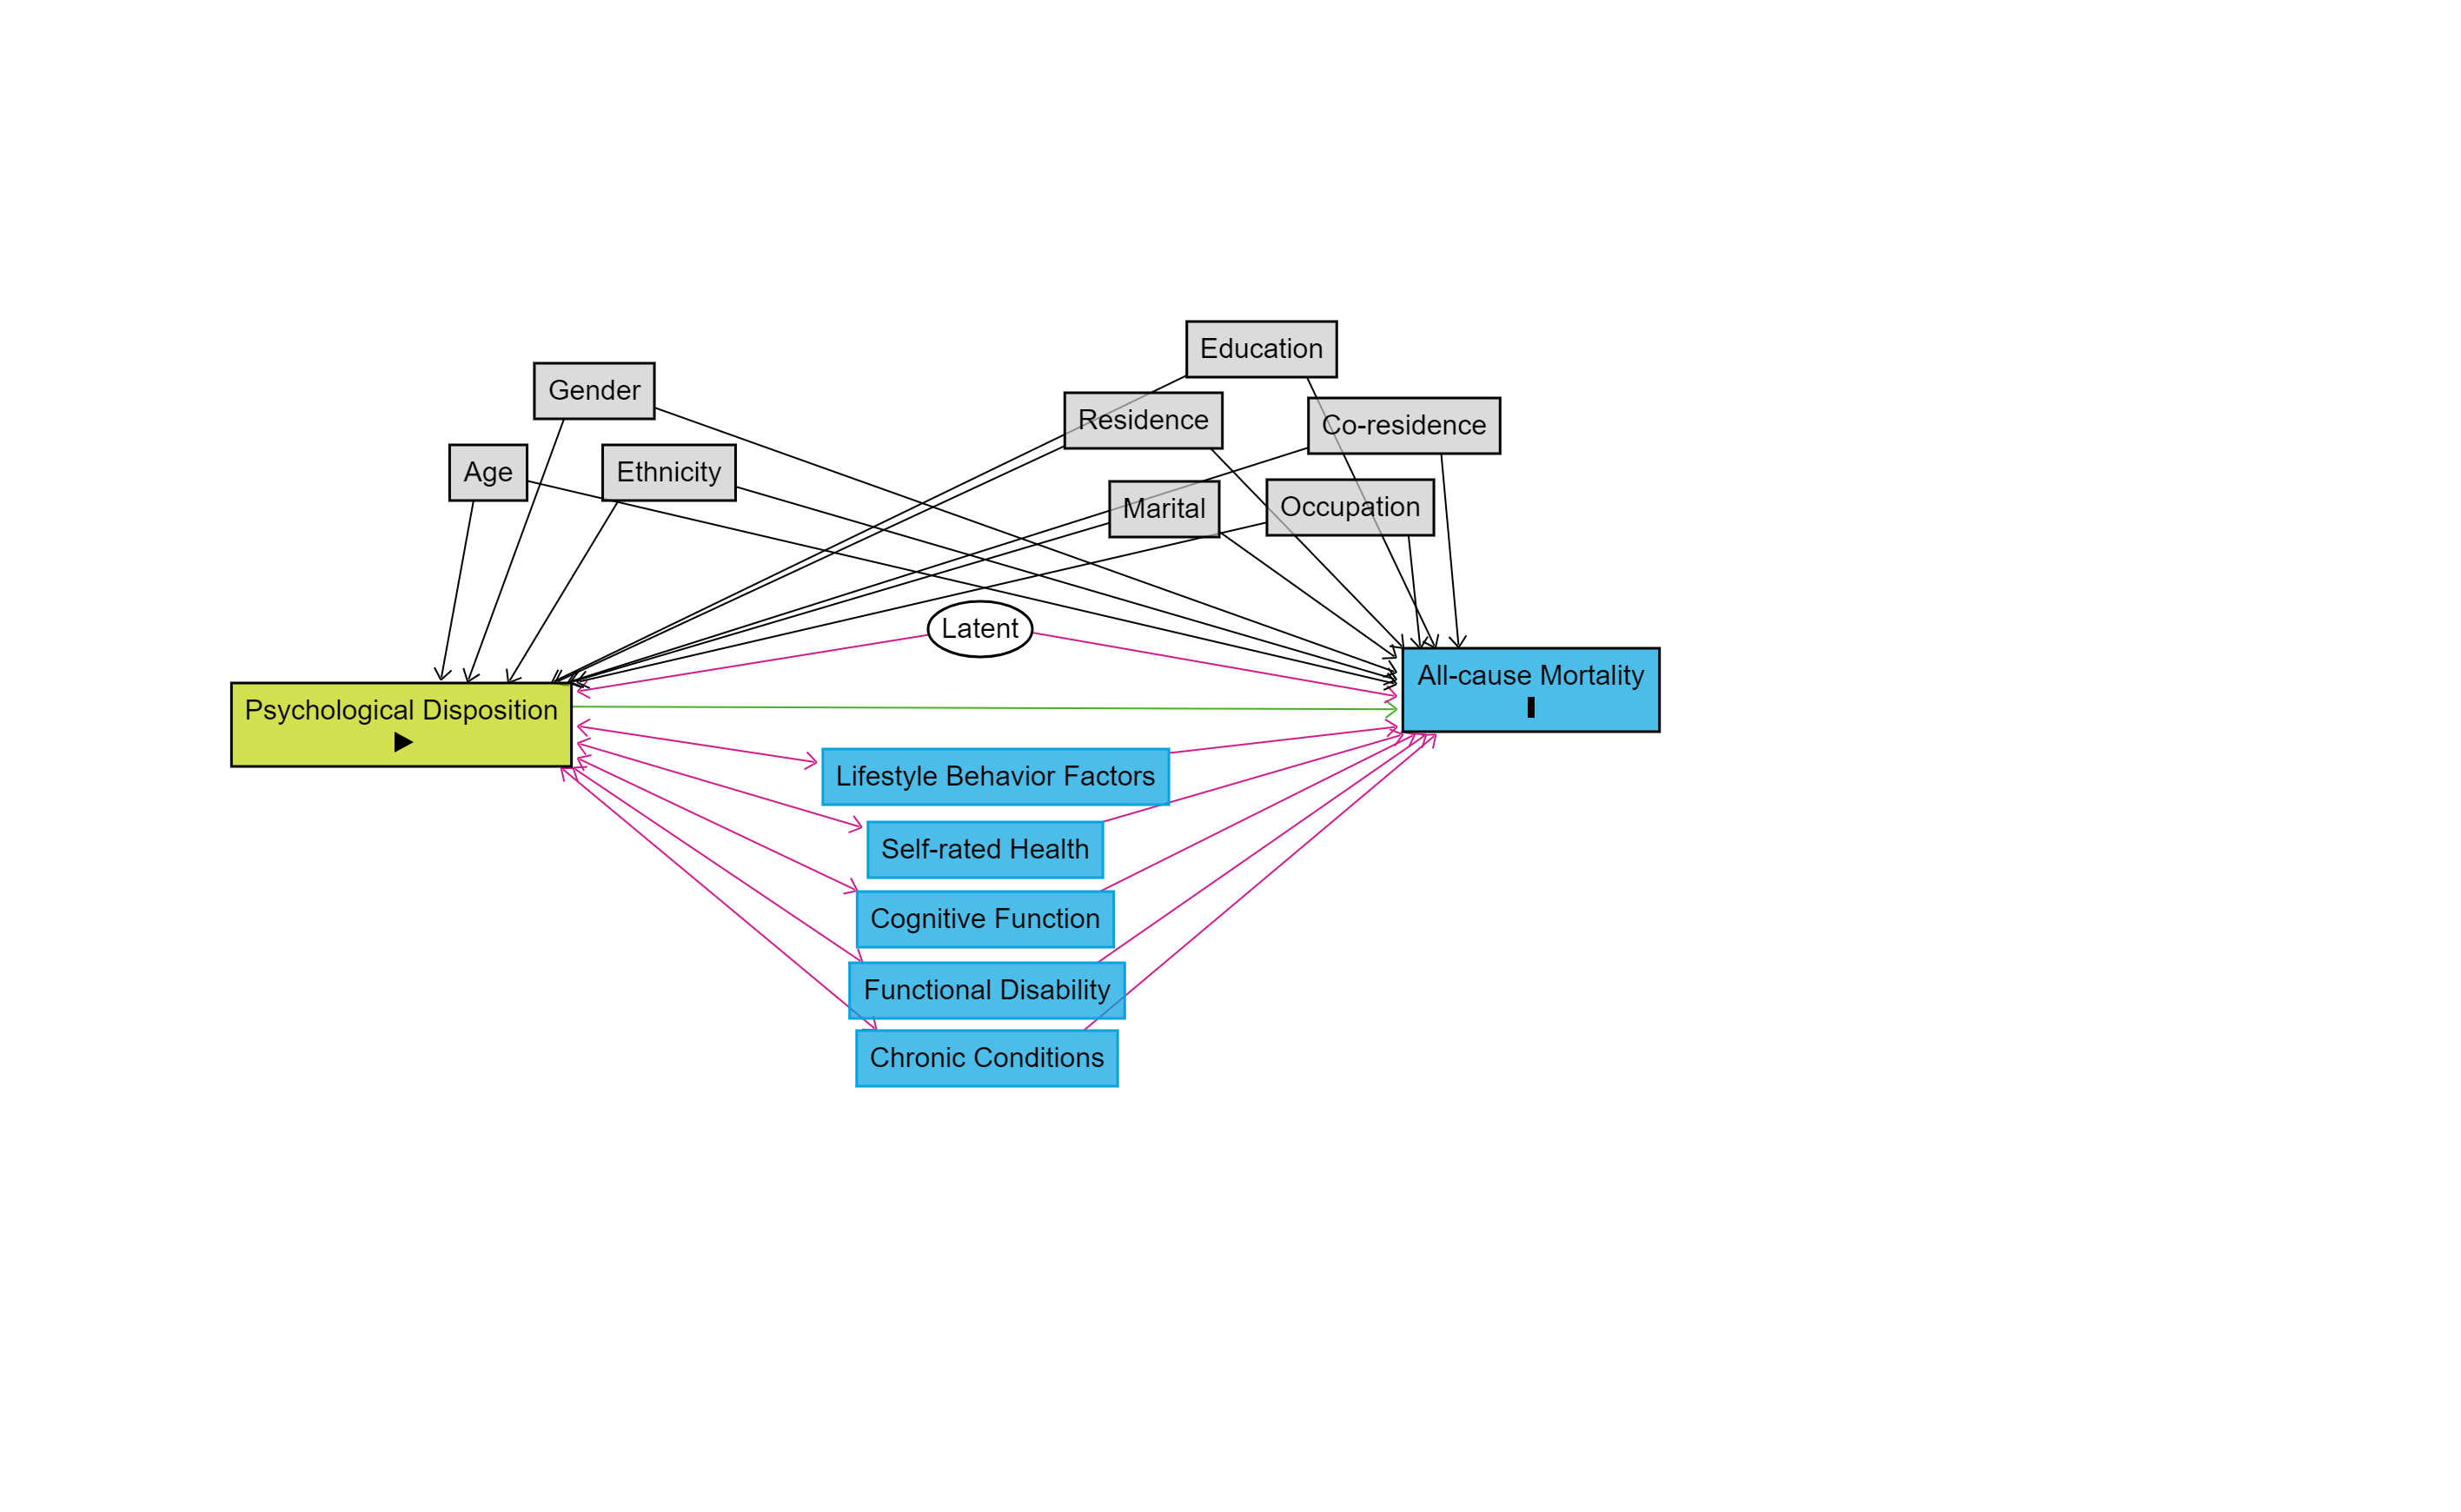 Education
Gender
Residence
Co-residence
Age
Ethnicity
Marital
Occupation
Latent
All-cause Mortality
Psychological Disposition
Lifestyle Behavior Factors
Self-rated Health
Cognitive Function
Functional Disability
Chronic Conditions